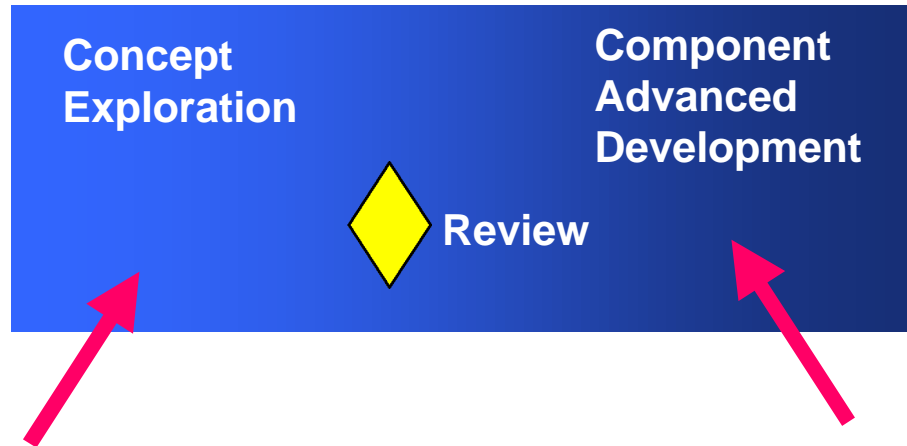 Concept
Exploration
Component
Advanced
Development
Review